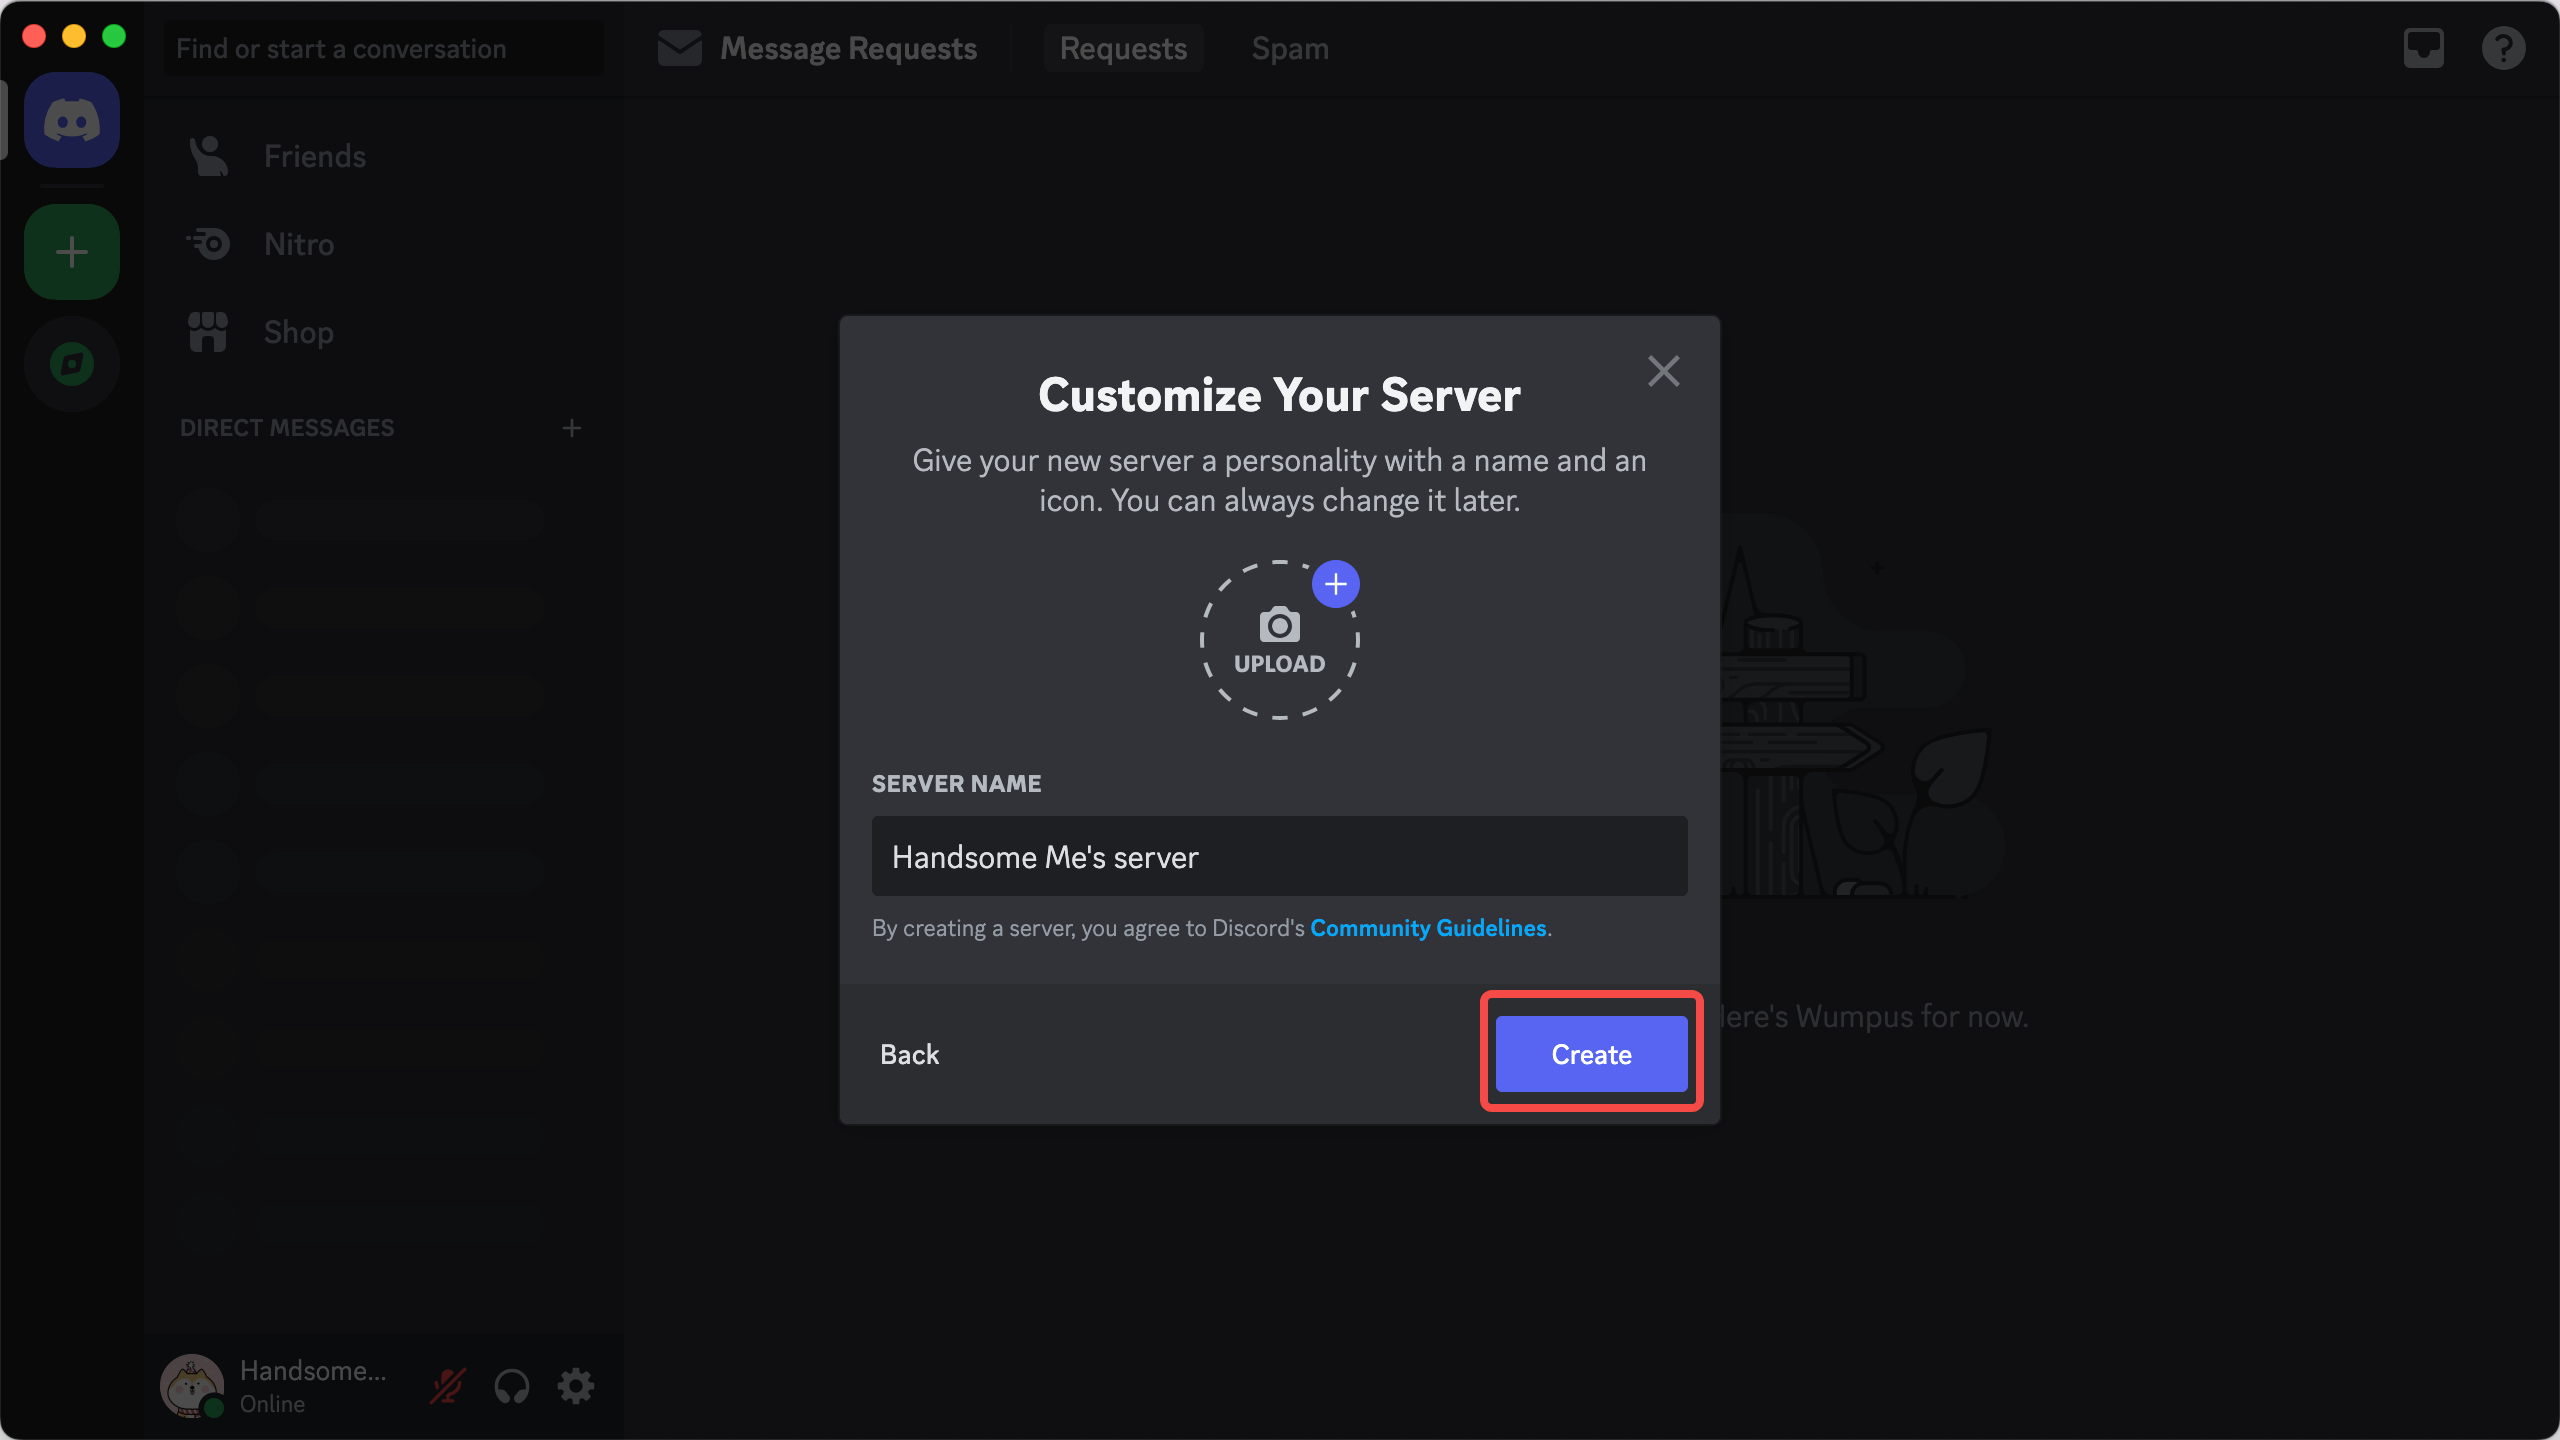 Find or start a conversation
Message Requests
Requests
Spam
Friends
Nitro
Shop
DIRECT MESSAGES
Customize Your Server
Give your new server a personality with a name and an
icon. You can always change it later.
UPLOAD
SERVER NAME
Handsome Me's server
By creating a server, you agree to Discord's Community Guidelines.
Back
Create
Wumpus for now.
Handsome...
Online